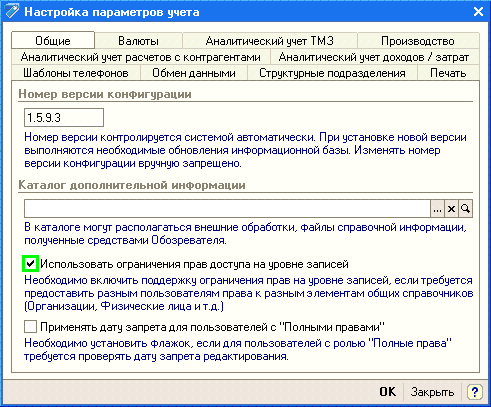 Настройка параметров учета
Общие Валюты Аналитический учет ТМЗ Производство
Аналитический учет расчетов с контрагентами Аналитический учет доходов / затрат
Шаблоны телефонов Обмен данными Структурные подразделения Печать
Номер версии конфигурации
1.5.9.3
Номер версии контролируется системой автоматически. При установке новой версии
выполняются необходимые обновления информационной базы. Изменять номер
версии конфигурации вручную запрещено.
Каталог дополнительной информации
...
В каталоге могут располагаться внешние обработки, файлы справочной информации,
полученные средствами Обозревателя.
Использовать ограничения прав доступа на уровне записей
Необходимо включить поддержку ограничения прав на уровне записей, если требуется
предоставить разным пользователям права к разным элементам общих справочников
(Организации, Физические лица и т.д.)
Применять дату запрета для пользователей с "Полными правами"
Необходимо установить флажок, если для пользователей с ролью "Полные права"
требуется проверять дату запрета редактирования.
OK Закрыть ?